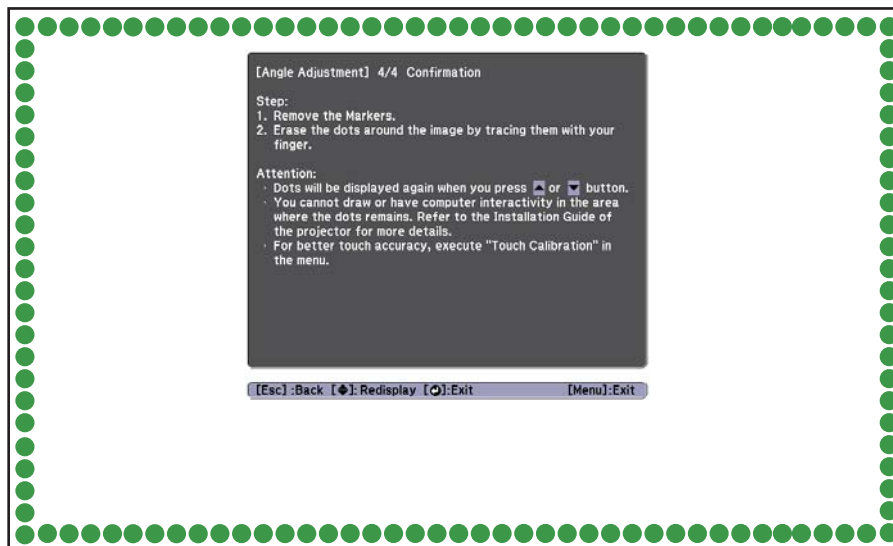 [Angle Adjustment] 4/4 Confirmation
Step:
1. Remove the Markers.
2. Erase the dots around the image by tracing them with your
finger.
Attention:
· Dots will be displayed again when you press ▲ or ▼ button.
· You cannot draw or have computer interactivity in the area
where the dots remains. Refer to the Installation Guide of
the projector for more details.
· For better touch accuracy, execute "Touch Calibration" in
the menu.
[Esc] :Back [◆]: Redisplay [⏎]:Exit [Menu]:Exit